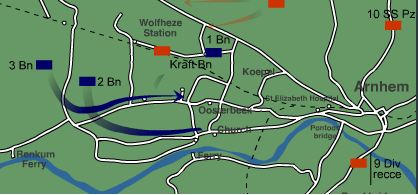 10 SS Pz
Wolfheze
Station
1 Bn
3 Bn
Kraft Bn
Koepel
2 Bn
Arnhem
St Elizabeth Hospital
Oosterbeek
Church
Pontoon
bridge
Renkum
Ferry
Ferry
9 Div
recce